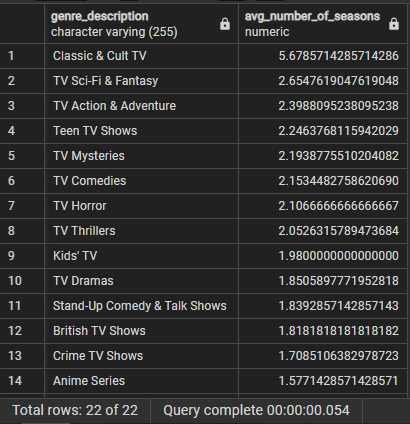 genre_description avg_number_of_seasons
character varying (255) numeric
1 Classic & Cult TV 5.6785714285714286
2 TV Sci-Fi & Fantasy 2.6547619047619048
3 TV Action & Adventure 2.3988095238095238
4 Teen TV Shows 2.2463768115942029
5 TV Mysteries 2.1938775510204082
6 TV Comedies 2.1534482758620690
7 TV Horror 2.1066666666666667
8 TV Thrillers 2.0526315789473684
9 Kids' TV 1.9800000000000000
10 TV Dramas 1.8505897771952818
11 Stand-Up Comedy & Talk Shows 1.8392857142857143
12 British TV Shows 1.8181818181818182
13 Crime TV Shows 1.7085106382978723
14 Anime Series 1.5771428571428571
Total rows: 22 of 22 Query complete 00:00:00.054